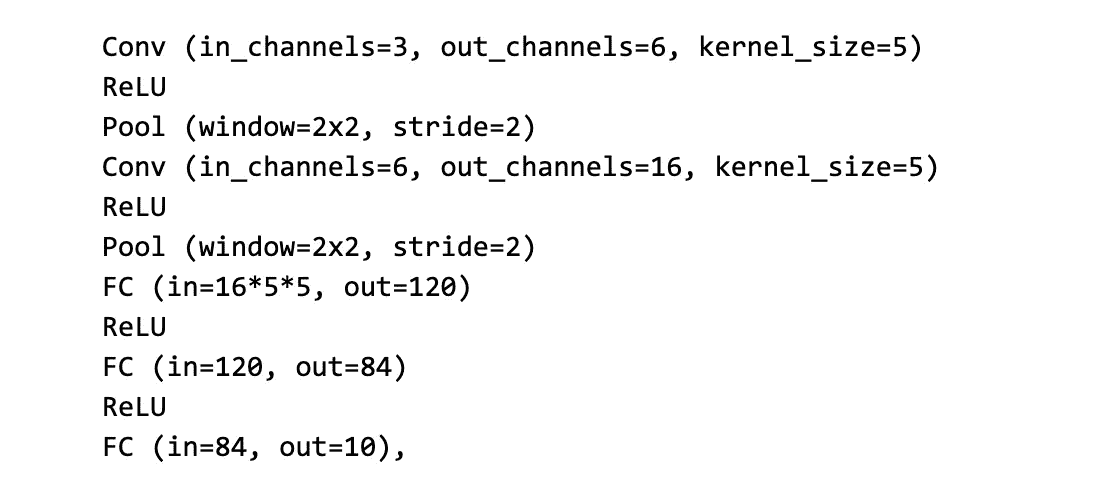 Conv (in_channels=3, out_channels=6, kernel_size=5)
ReLU
Pool (window=2x2, stride=2)
Conv (in_channels=6, out_channels=16, kernel_size=5)
ReLU
Pool (window=2x2, stride=2)
FC (in=16*5*5, out=120)
ReLU
FC (in=120, out=84)
ReLU
FC (in=84, out=10),